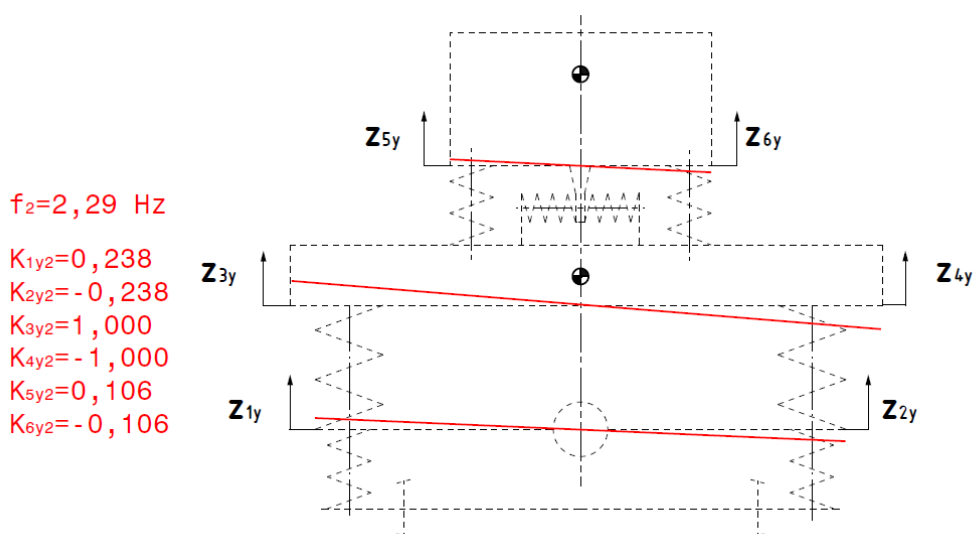 Z5y
Z6y
f2=2,29 Hz
K1y2=0,238
K2y2=-0,238
K3y2=1,000
K4y2=-1,000
K5y2=0,106
K6y2=-0,106
Z3y
Z4y
Z1y
Z2y